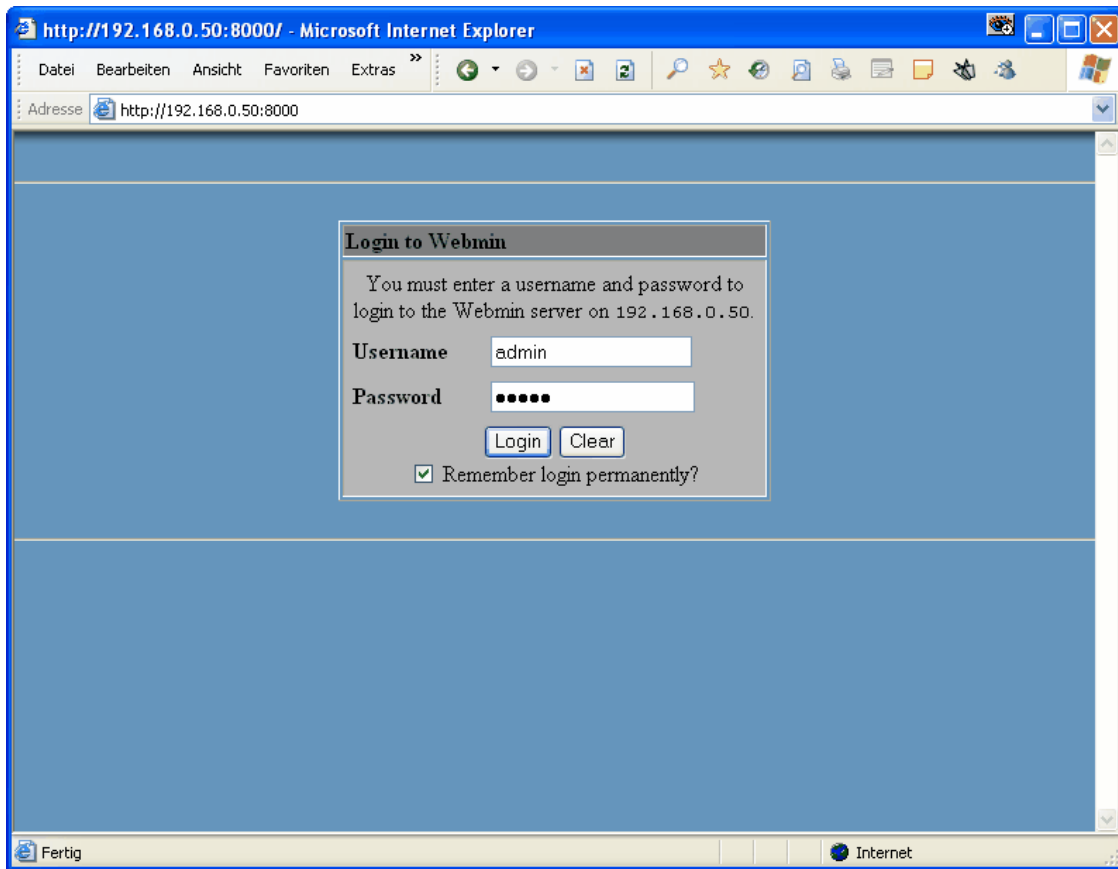 http://192.168.0.50:8000/ - Microsoft Internet Explorer
Datei Bearbeiten Ansicht Favoriten Extras »
Adresse http://192.168.0.50:8000
Login to Webmin
You must enter a username and password to
login to the Webmin server on 192.168.0.50.
Username admin
Password •••••
Login Clear
Remember login permanently?
Fertig Internet